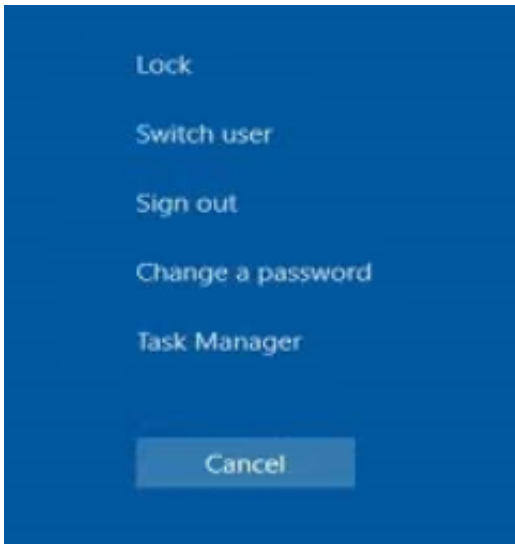 Lock
Switch user
Sign out
Change a password
Task Manager
Cancel